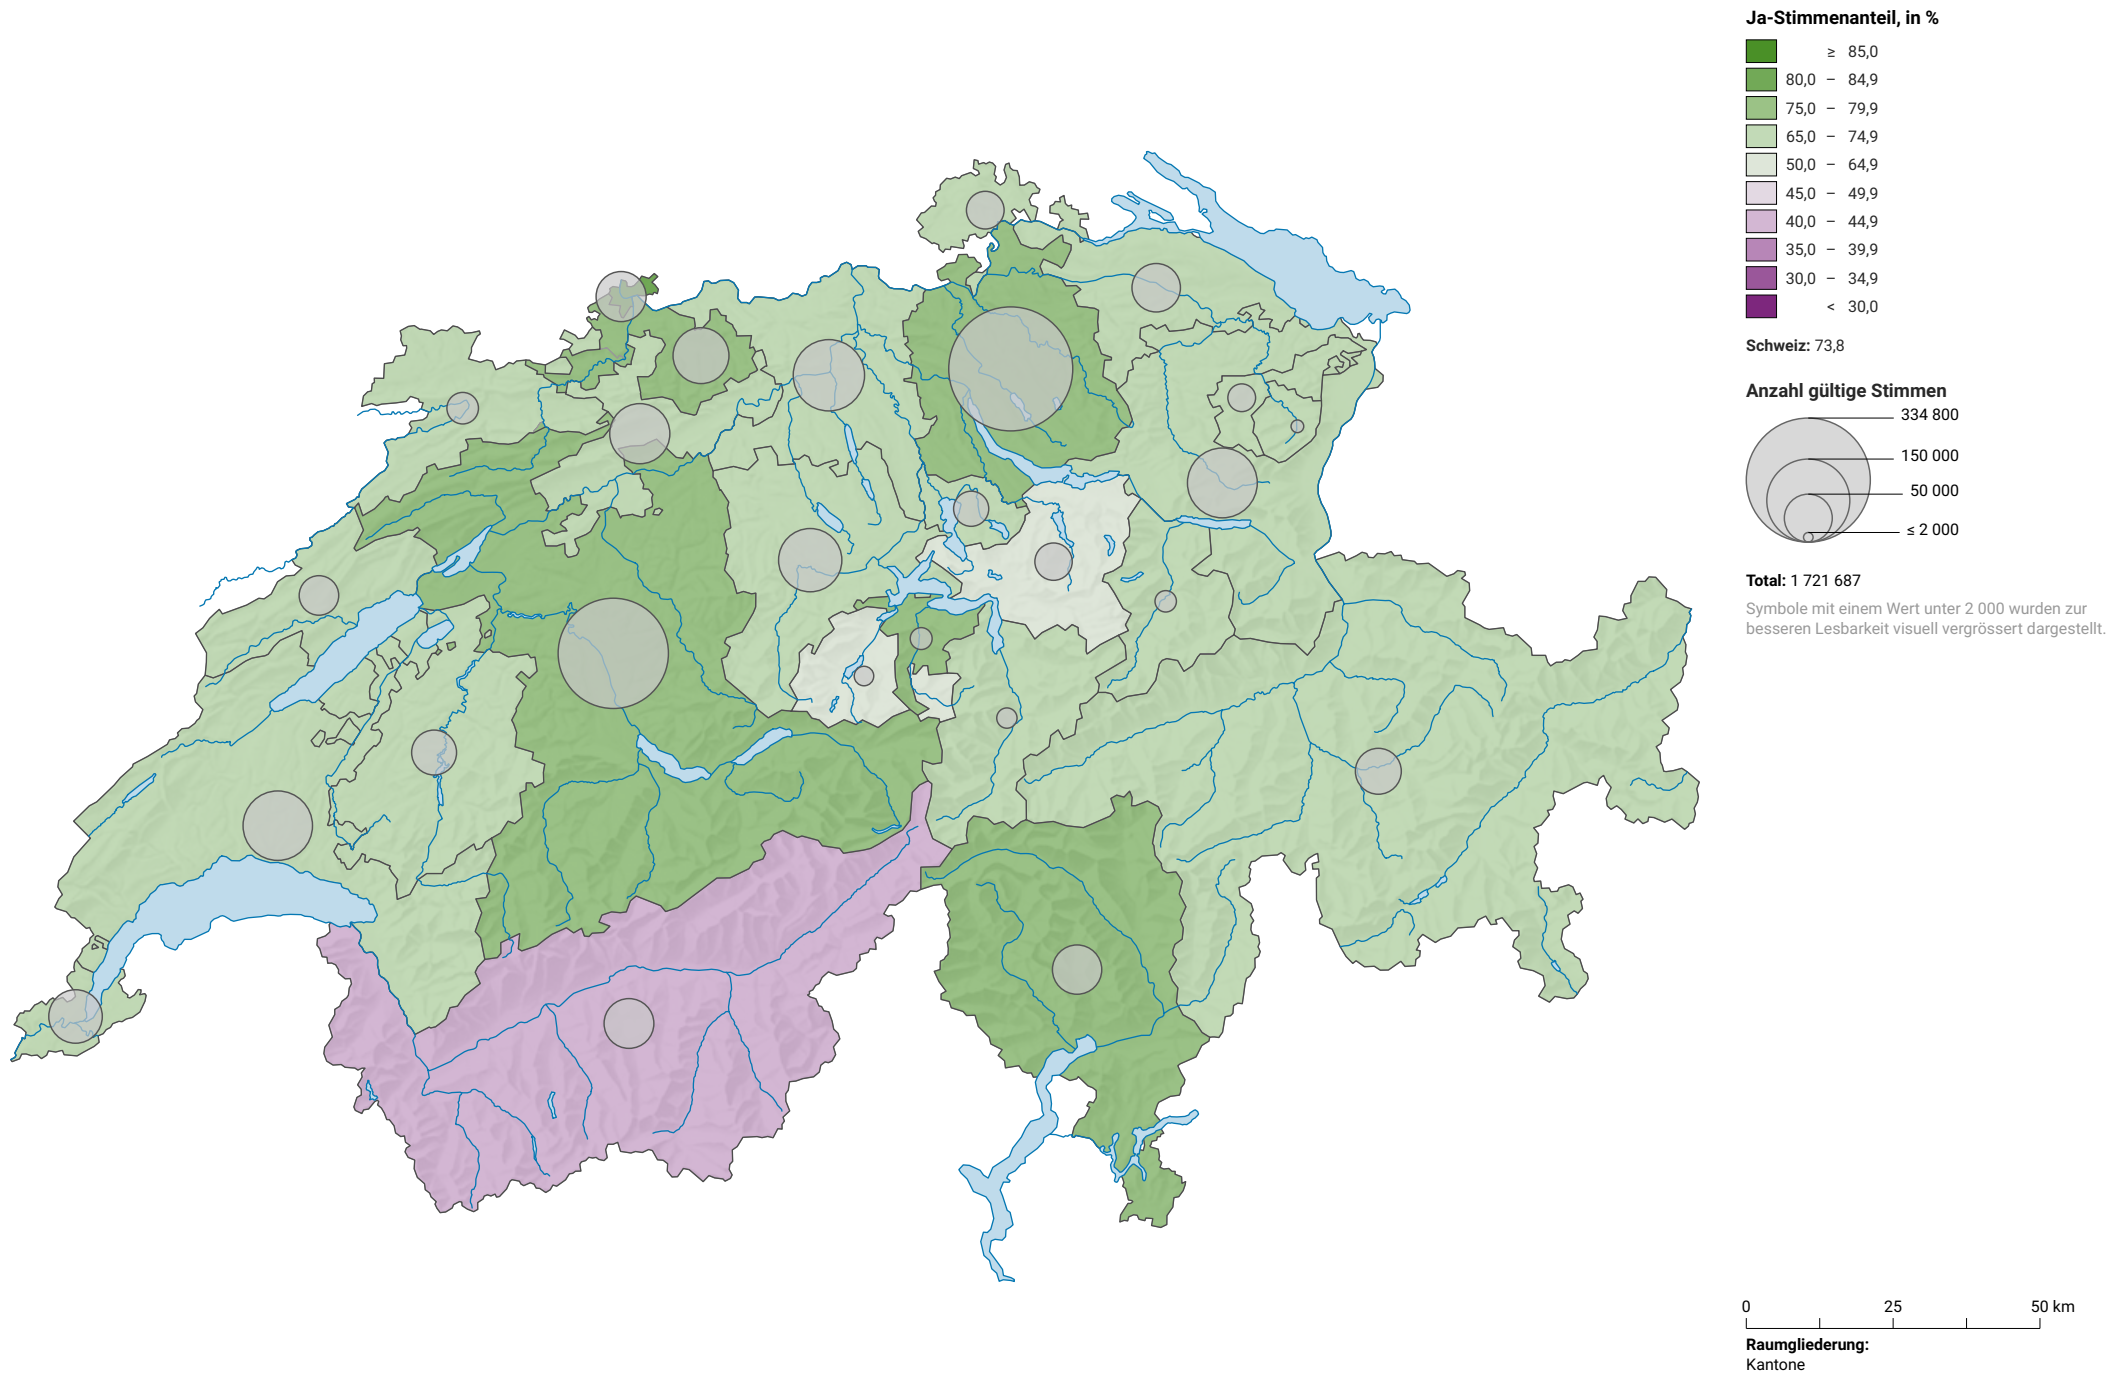 Ja-Stimmenanteil, in %
≥ 85,0
80,0 – 84,9
75,0 – 79,9
65,0 – 74,9
50,0 – 64,9
45,0 – 49,9
40,0 – 44,9
35,0 – 39,9
30,0 – 34,9
< 30,0
Schweiz: 73,8
Anzahl gültige Stimmen
334 800
150 000
50 000
≤ 2 000
Total: 1 721 687
Symbole mit einem Wert unter 2 000 wurden zur
besseren Lesbarkeit visuell vergrössert dargestellt.
0 25 50 km
Raumgliederung:
Kantone